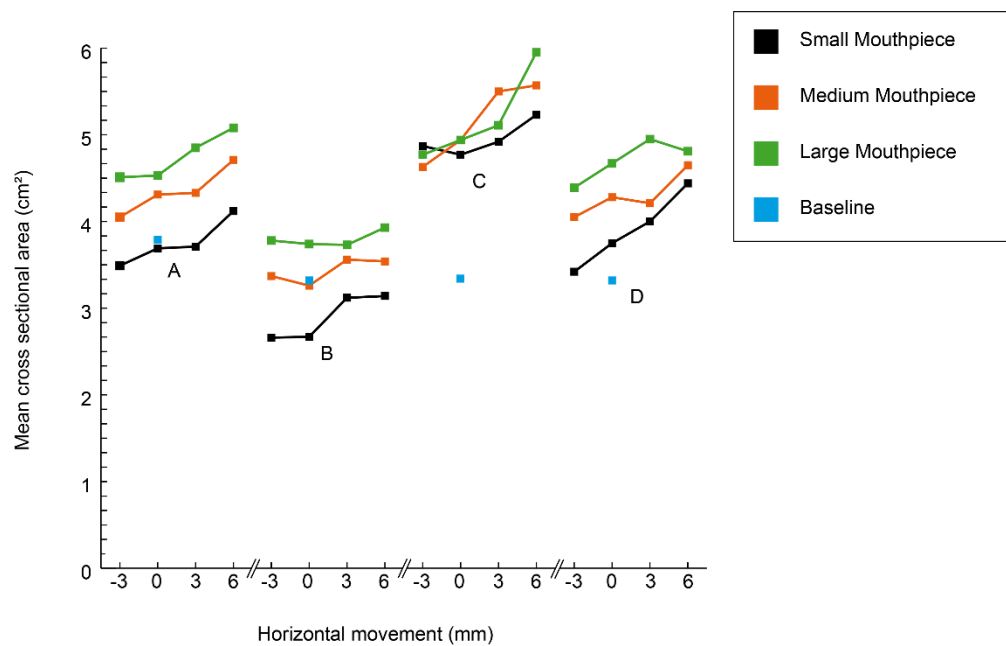 Small Mouthpiece
Medium Mouthpiece
Large Mouthpiece
Baseline
Mean cross sectional area (cm²)
6
5
4
3
2
1
0
A
B
C
D
-3 0 3 6 -3 0 3 6 -3 0 3 6 -3 0 3 6
Horizontal movement (mm)